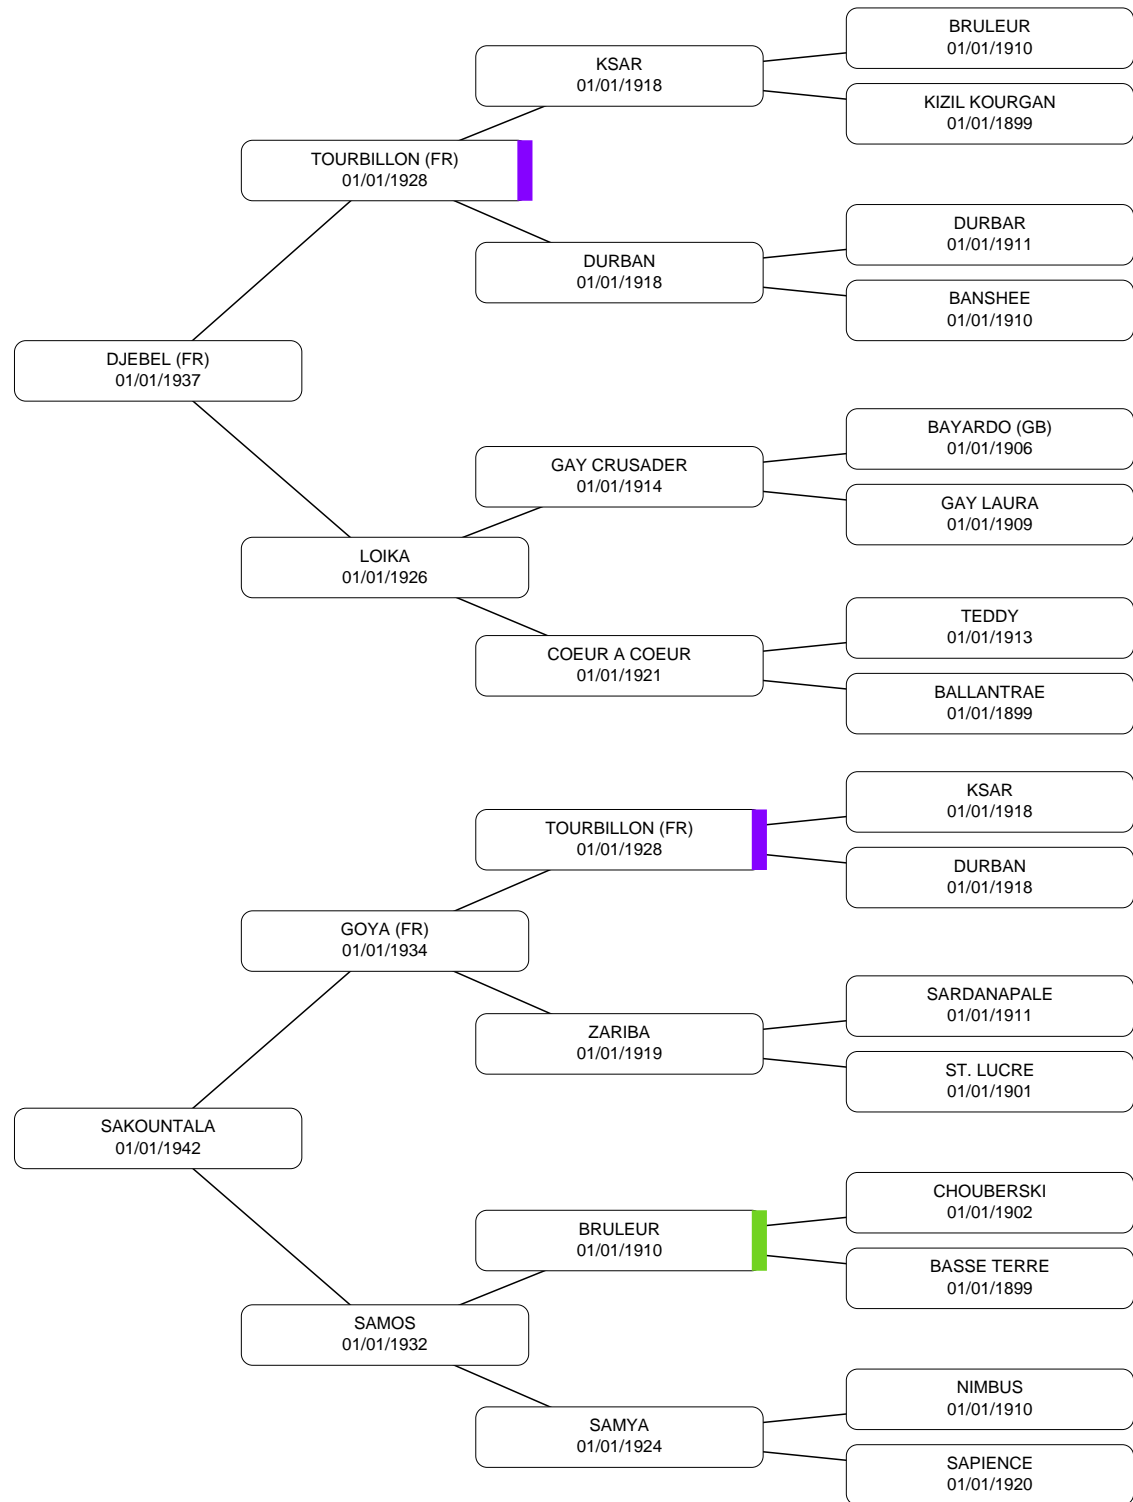 BRULEUR
01/01/1910
KSAR
01/01/1918
KIZIL KOURGAN
01/01/1899
TOURBILLON (FR)
01/01/1928
DURBAR
01/01/1911
DURBAN
01/01/1918
BANSHEE
01/01/1910
DJEBEL (FR)
01/01/1937
BAYARDO (GB)
01/01/1906
GAY CRUSADER
01/01/1914
GAY LAURA
01/01/1909
LOIKA
01/01/1926
TEDDY
01/01/1913
COEUR A COEUR
01/01/1921
BALLANTRAE
01/01/1899
KSAR
01/01/1918
TOURBILLON (FR)
01/01/1928
DURBAN
01/01/1918
GOYA (FR)
01/01/1934
SARDANAPALE
01/01/1911
ZARIBA
01/01/1919
ST. LUCRE
01/01/1901
SAKOUNTALA
01/01/1942
CHOUBERSKI
01/01/1902
BRULEUR
01/01/1910
BASSE TERRE
01/01/1899
SAMOS
01/01/1932
NIMBUS
01/01/1910
SAMYA
01/01/1924
SAPIENCE
01/01/1920